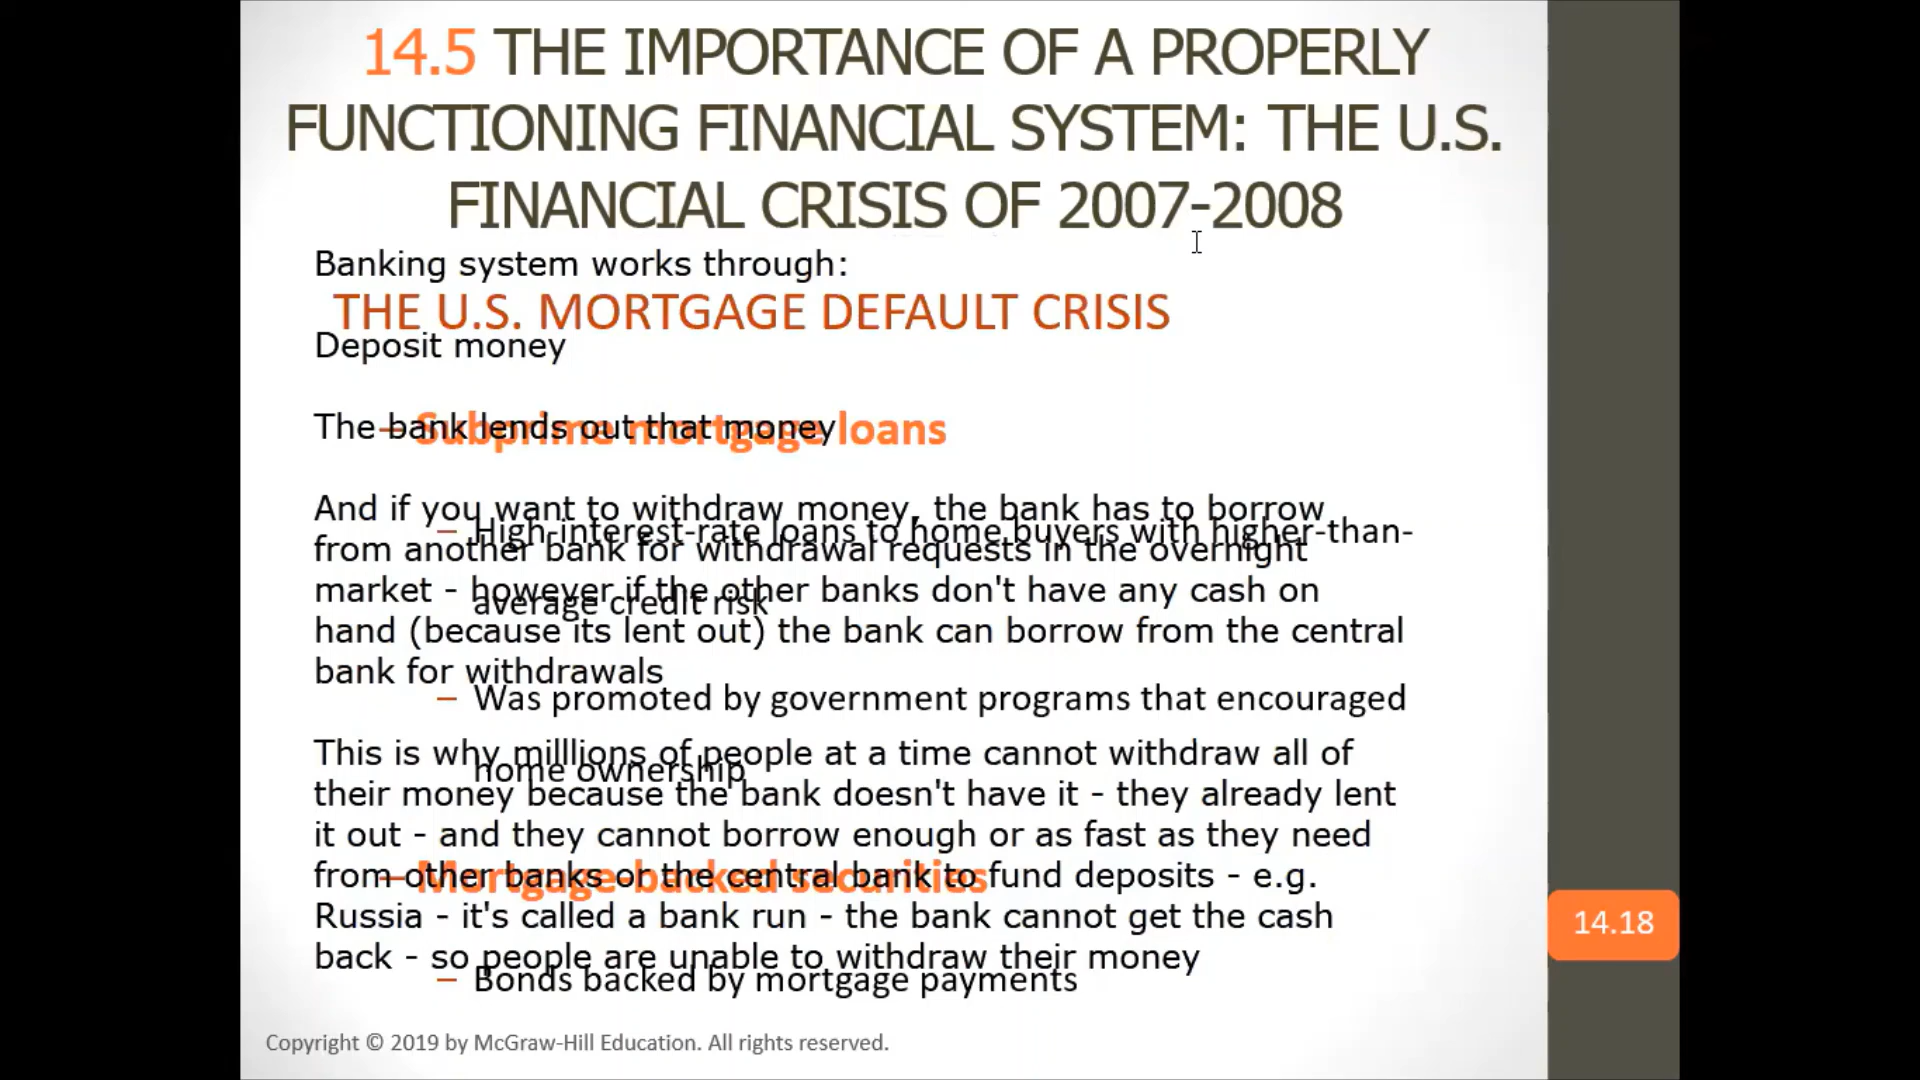 14.5 THE IMPORTANCE OF A PROPERLY
FUNCTIONING FINANCIAL SYSTEM: THE U.S.
FINANCIAL CRISIS OF 2007-2008
Banking system works through:
THE U.S. MORTGAGE DEFAULT CRISIS
Deposit money
The bank lends out that money
– Subprime mortgage loans
And if you want to withdraw money, the bank has to borrow
– High-interest-rate loans to home buyers with higher-than-
from another bank for withdrawal requests in the overnight
market - however if the other banks don't have any cash on
average credit risk
hand (because its lent out) the bank can borrow from the central
bank for withdrawals
– Was promoted by government programs that encouraged
This is why milllions of people at a time cannot withdraw all of
home ownership
their money because the bank doesn't have it - they already lent
it out - and they cannot borrow enough or as fast as they need
from other banks or the central bank to fund deposits - e.g.
– Mortgage-backed securities
Russia - it's called a bank run - the bank cannot get the cash
14.18
back - so people are unable to withdraw their money
– Bonds backed by mortgage payments
Copyright © 2019 by McGraw-Hill Education. All rights reserved.